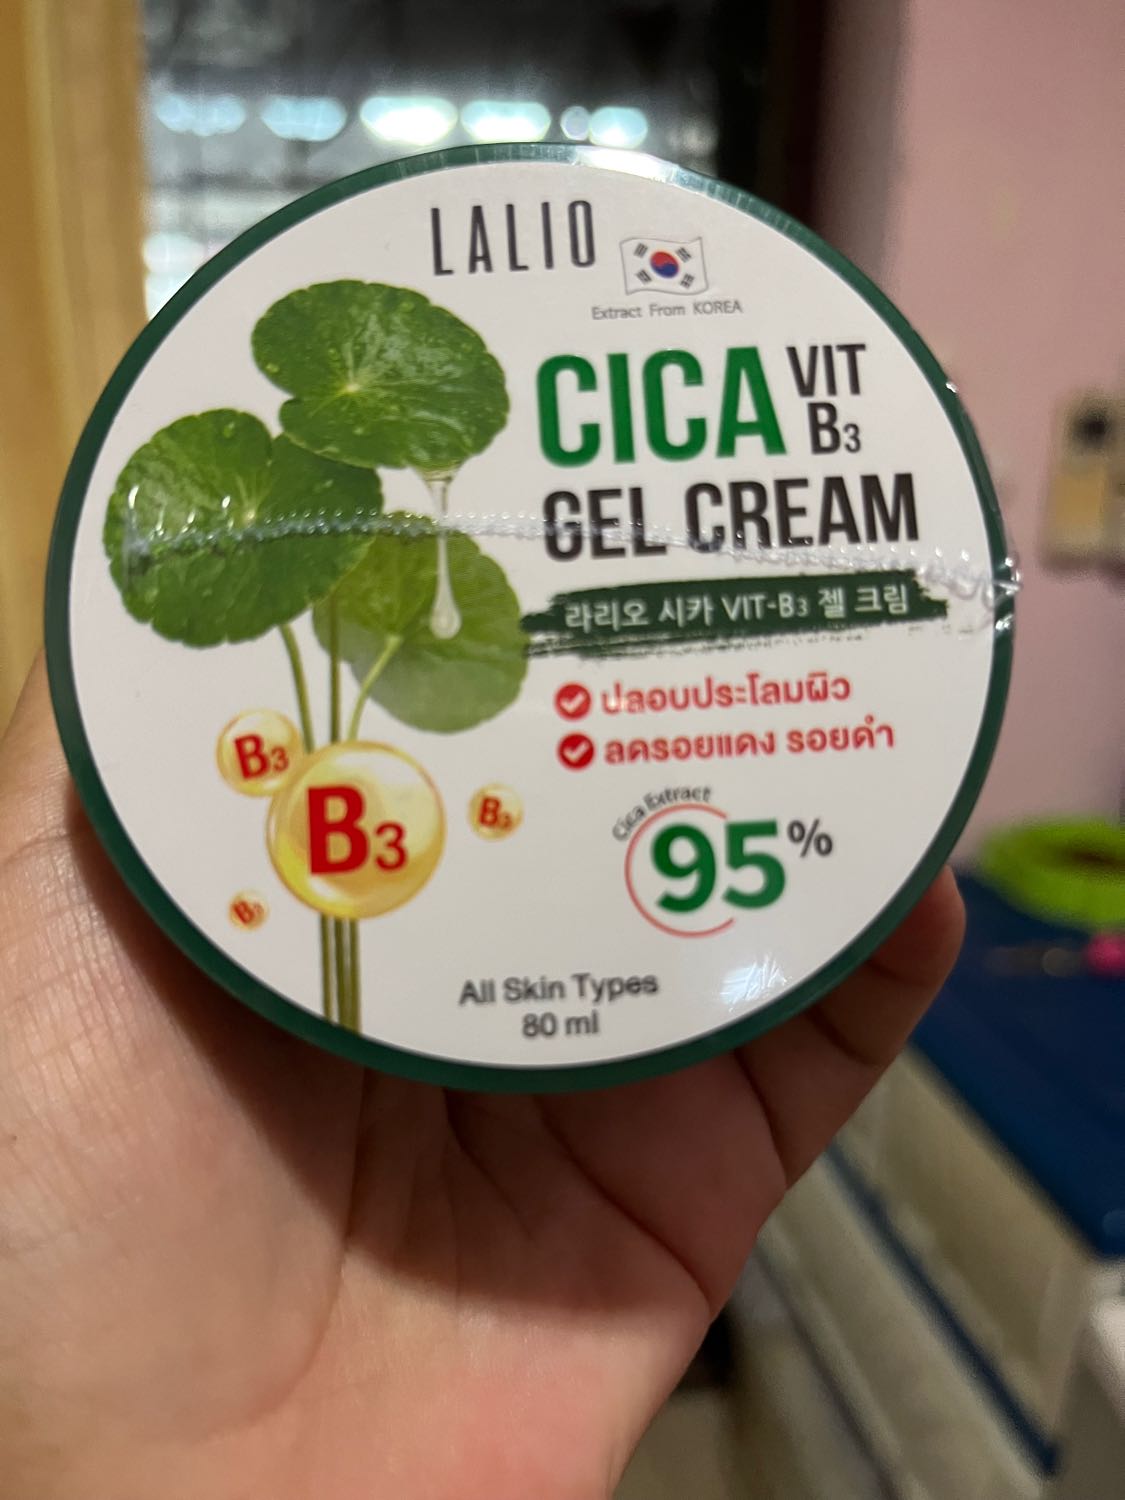 LALIO
Extract From KOREA
CICA VIT B3
GEL CREAM
라리오 시카 VIT-B3 젤 크림
ปลอบประโลมผิว
ลดรอยแดง รอยดำ
B3
B3
B3
B3
Cica Extract
95%
All Skin Types
80 ml